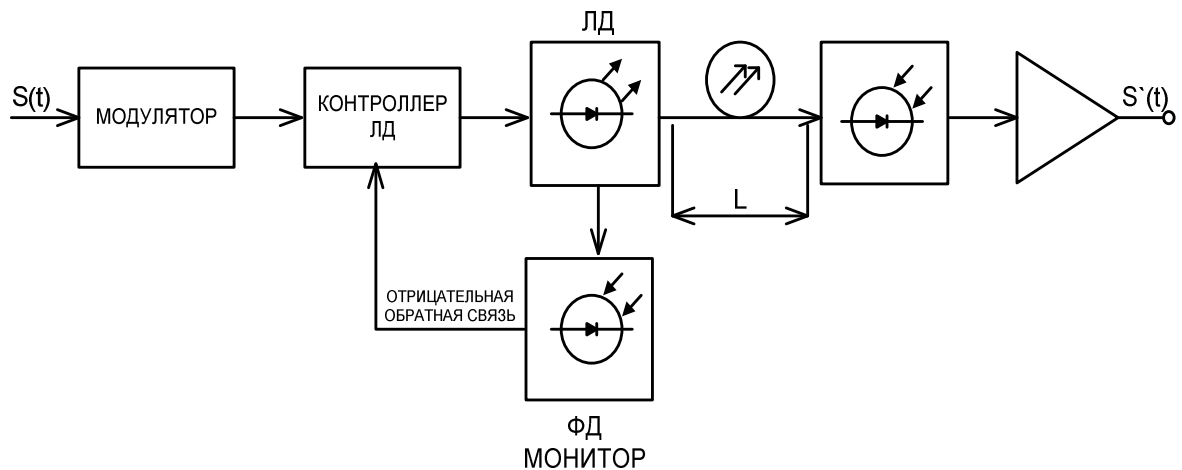 ЛД
S(t)
МОДУЛЯТОР
КОНТРОЛЛЕР
ЛД
S`(t)
L
ОТРИЦАТЕЛЬНАЯ
ОБРАТНАЯ СВЯЗЬ
ФД
МОНИТОР